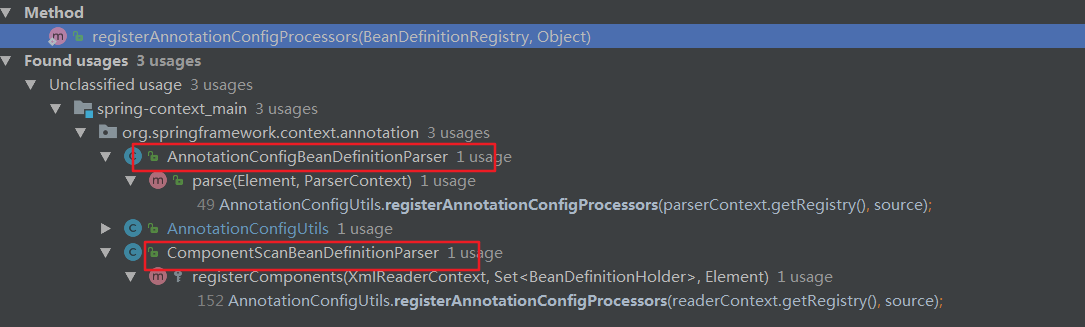 Method
m registerAnnotationConfigProcessors(BeanDefinitionRegistry, Object)
Found usages 3 usages
Unclassified usage 3 usages
spring-context_main 3 usages
org.springframework.context.annotation 3 usages
C AnnotationConfigBeanDefinitionParser 1 usage
m parse(Element, ParserContext) 1 usage
49 AnnotationConfigUtils.registerAnnotationConfigProcessors(parserContext.getRegistry(), source);
C AnnotationConfigUtils 1 usage
C ComponentScanBeanDefinitionParser 1 usage
m registerComponents(XmlReaderContext, Set<BeanDefinitionHolder>, Element) 1 usage
152 AnnotationConfigUtils.registerAnnotationConfigProcessors(readerContext.getRegistry(), source);